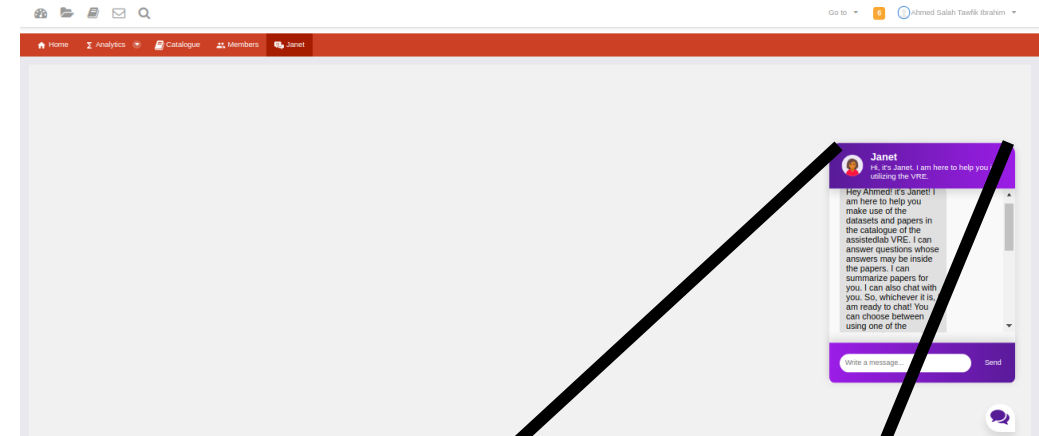 Go to
6
Ahmed Salah Tawfik Ibrahim
Home
Σ Analytics
Catalogue
Members
Janet
Janet
Hi, it's Janet. I am here to help you
utilizing the VRE.
Hey Ahmed! it's Janet! I
am here to help you
make use of the
datasets and papers in
the catalogue of the
assistedlab VRE. I can
answer questions whose
answers may be inside
the papers. I can
summarize papers for
you. I can also chat with
you. So, whichever it is,
am ready to chat! You
can choose between
using one of the
Write a message...
Send